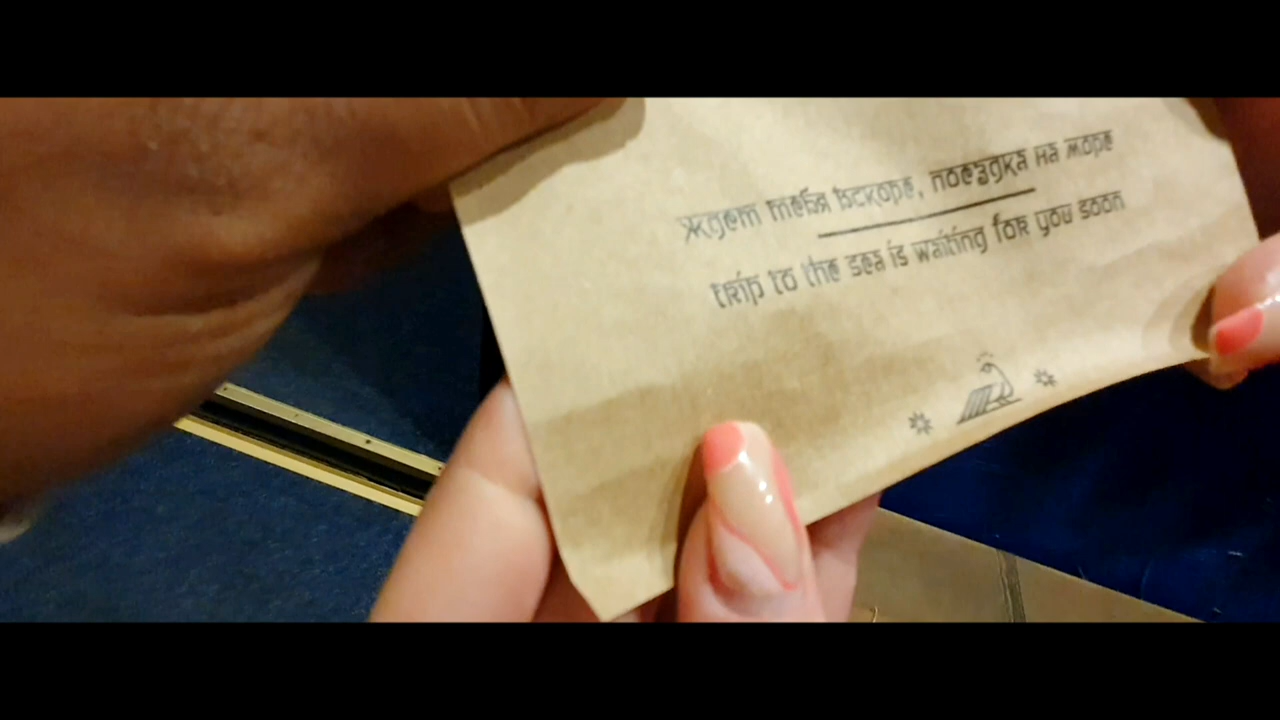 Ждет тебя вскоре, поездка на море
trip to the sea is waiting for you soon